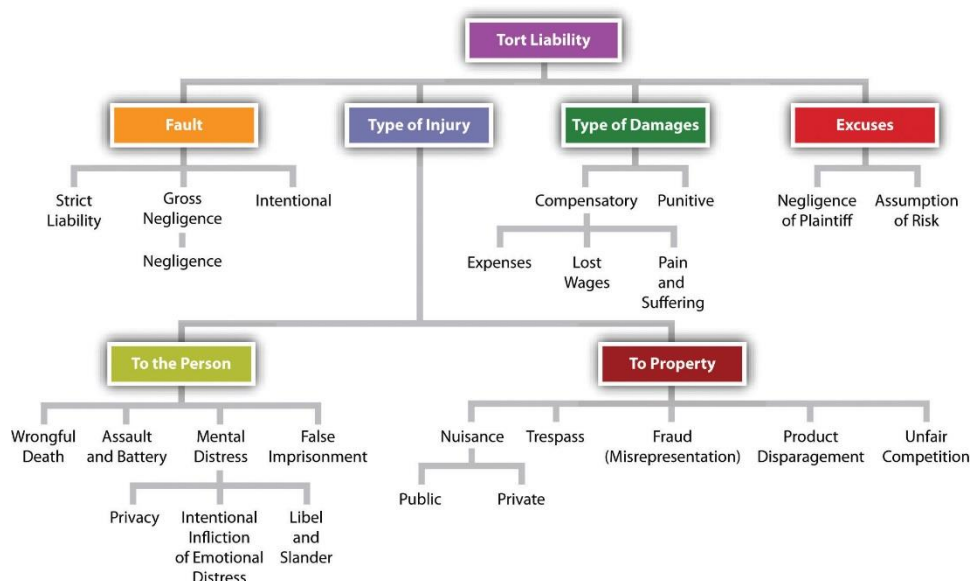 Tort Liability
Fault
Type of Injury
Type of Damages
Excuses
Strict
Liability
Gross
Negligence
Intentional
Negligence
Compensatory
Punitive
Expenses
Lost
Wages
Pain
and
Suffering
Negligence
of Plaintiff
Assumption
of Risk
To the Person
To Property
Wrongful
Death
Assault
and Battery
Mental
Distress
False
Imprisonment
Privacy
Intentional
Infliction
of Emotional
Distress
Libel
and
Slander
Nuisance
Trespass
Fraud
(Misrepresentation)
Product
Disparagement
Unfair
Competition
Public
Private